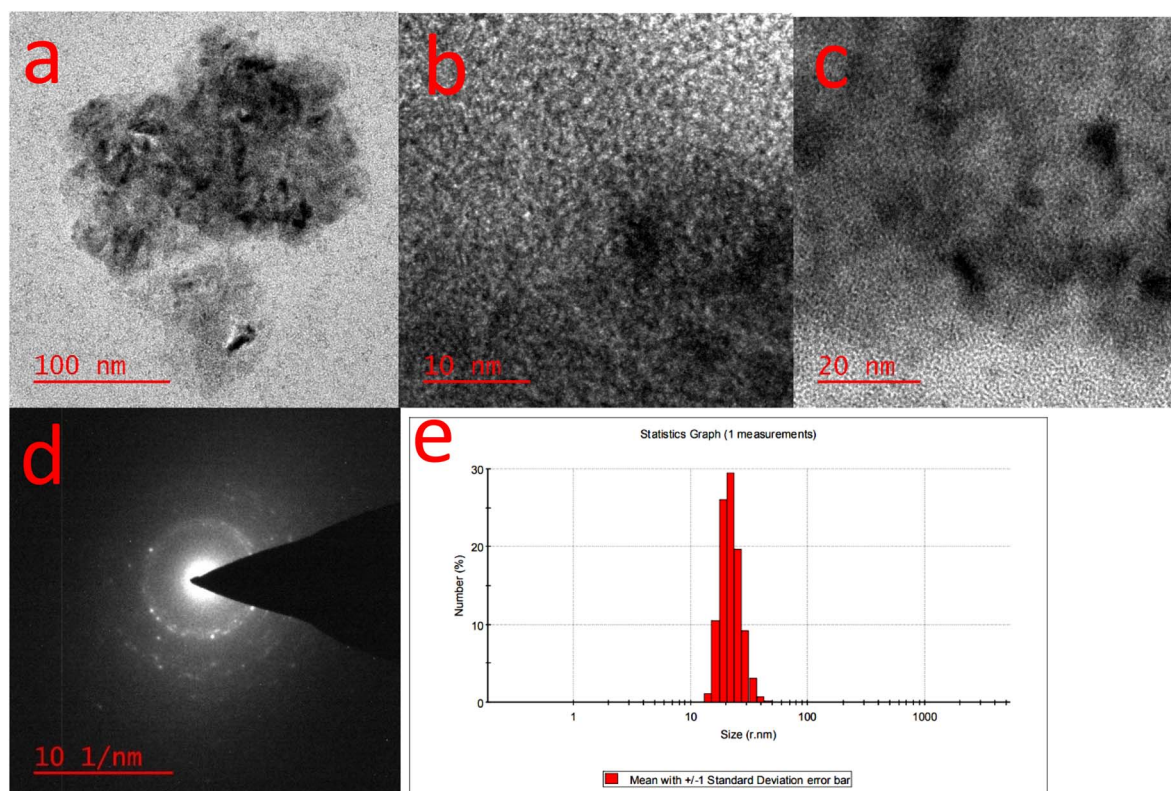 a
100 nm
b
10 nm
c
20 nm
d
10 1/nm
e
Statistics Graph (1 measurements)
30
20
10
0
Number (%)
1 10 100 1000
Size (r.nm)
Mean with +/-1 Standard Deviation error bar